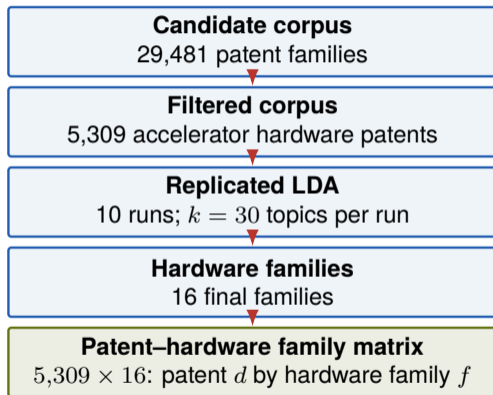 Candidate corpus
29,481 patent families
Filtered corpus
5,309 accelerator hardware patents
Replicated LDA
10 runs; k = 30 topics per run
Hardware families
16 final families
Patent–hardware family matrix
5,309 × 16: patent d by hardware family f